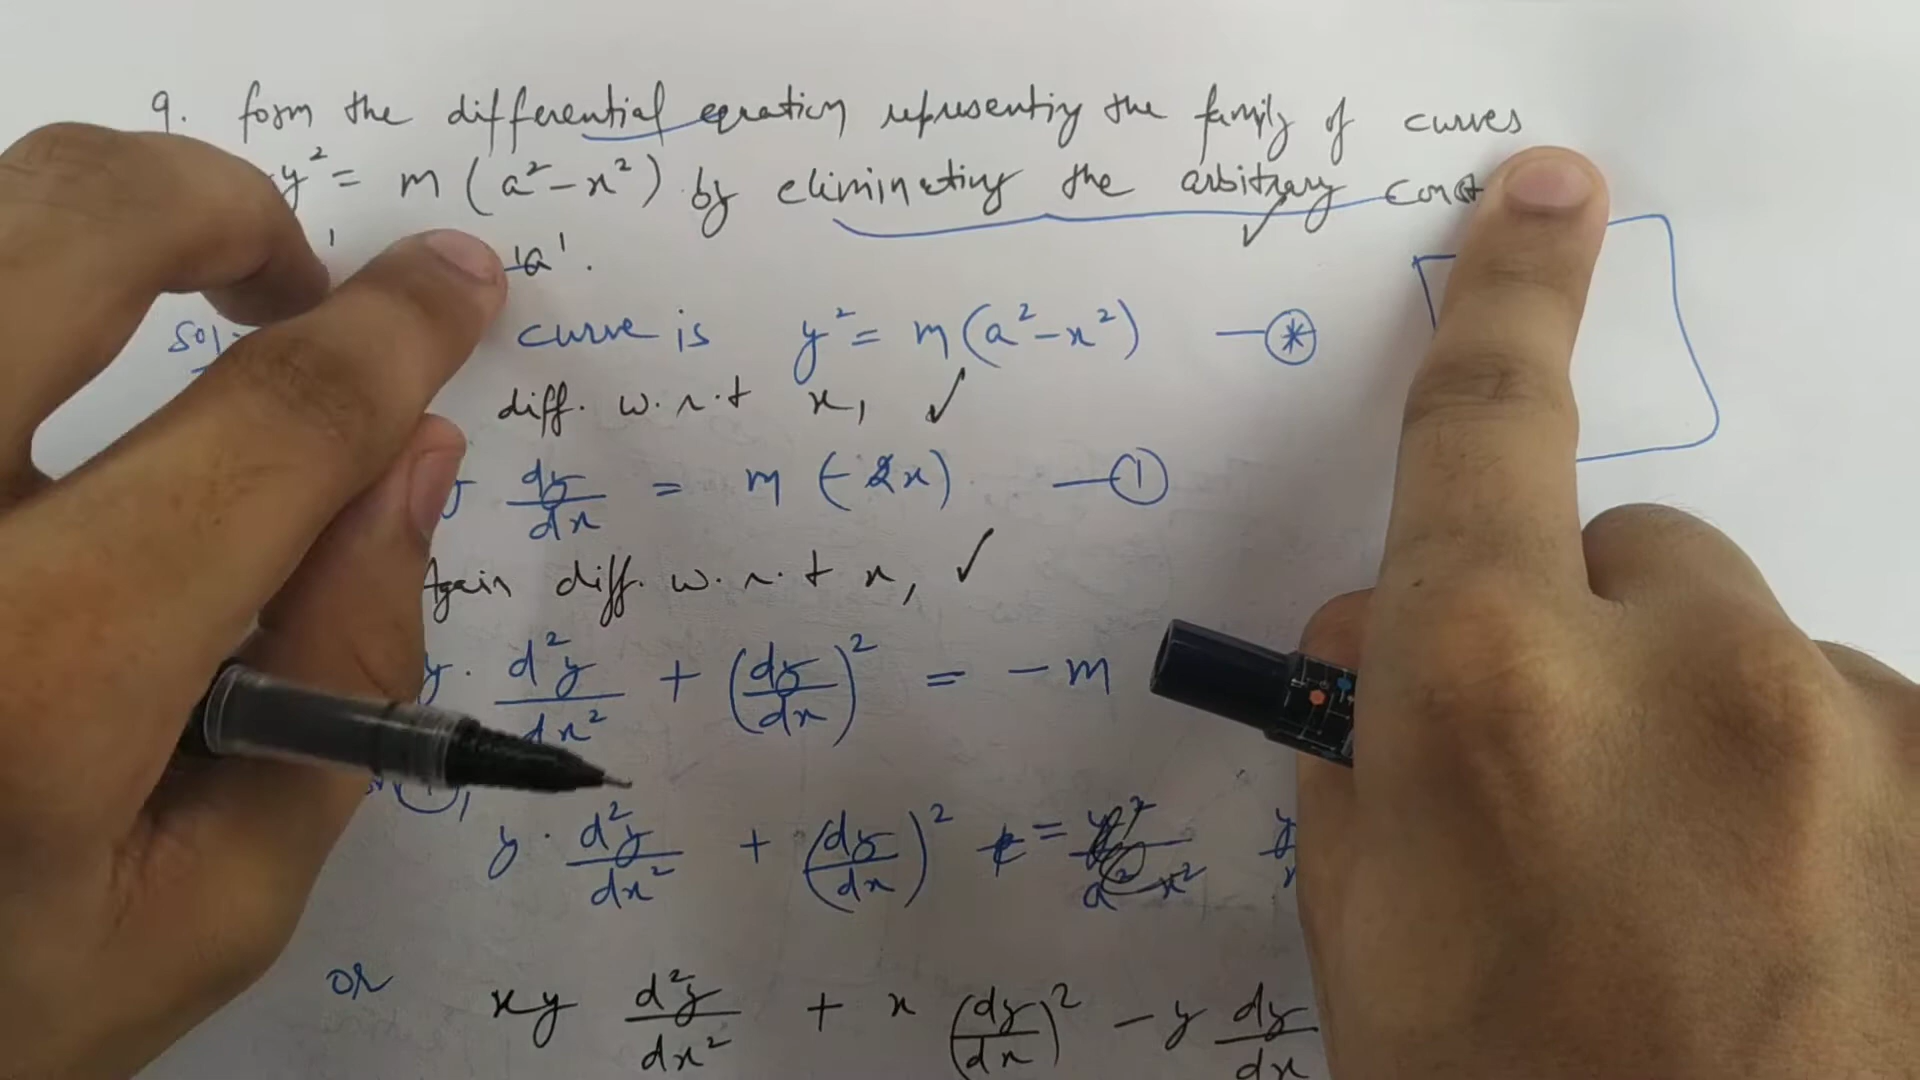 9. form the differential equation representing the family of curves
y² = m (a² - x²) by eliminating the arbitrary const
'a'.
Sol:- curve is y² = m (a² - x²) — ⊛
diff. w.r.t x, ✓
dy/dx = m (-2x) — ①
Again diff. w.r.t x, ✓
y. d²y/dx² + (dy/dx)² = - m
y. d²y/dx² + (dy/dx)² =
or xy d²y/dx² + x (dy/dx)² - y dy/dx